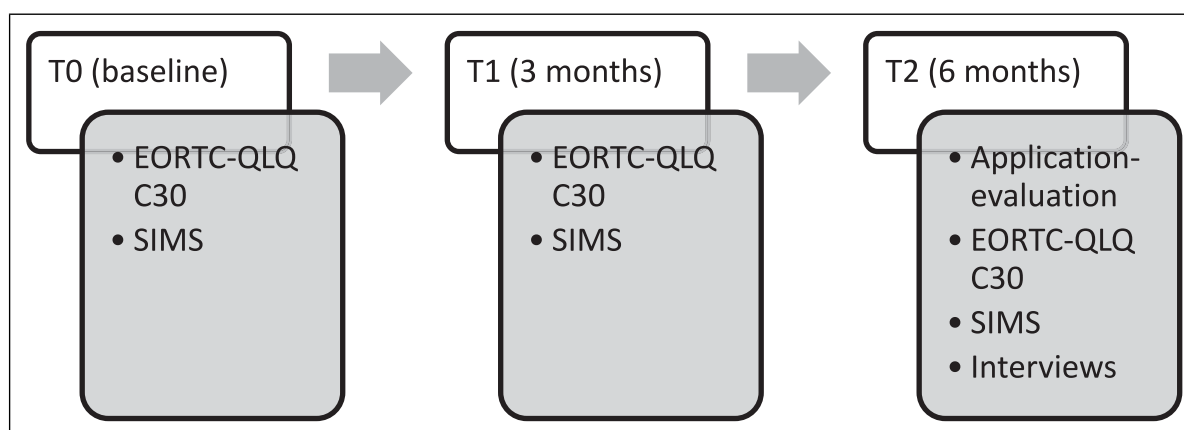 T0 (baseline)
• EORTC-QLQ
C30
• SIMS
T1 (3 months)
• EORTC-QLQ
C30
• SIMS
T2 (6 months)
• Application-
evaluation
• EORTC-QLQ
C30
• SIMS
• Interviews